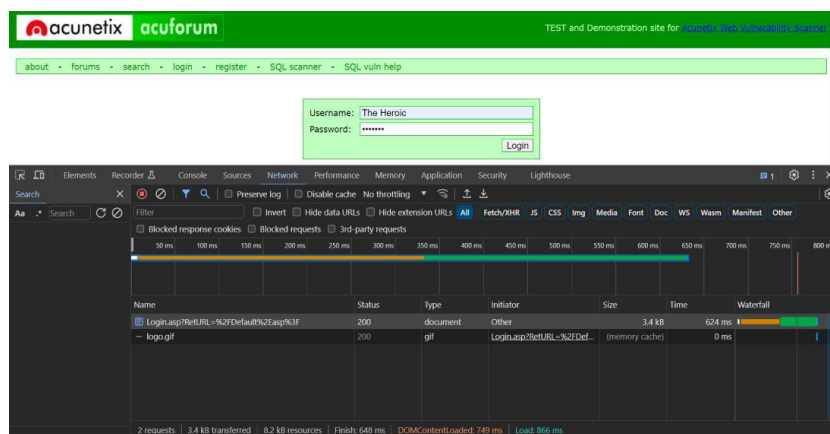 acunetix acuforum
TEST and Demonstration site for Acunetix Web Vulnerability Scanner
about - forums - search - login - register - SQL scanner - SQL vuln help
Username: The Heroic
Password: •••••••
Login
Elements Recorder Console Sources Network Performance Memory Application Security Lighthouse 1
Search Preserve log Disable cache No throttling
Aa .* Search Filter Invert Hide data URLs Hide extension URLs All Fetch/XHR JS CSS Img Media Font Doc WS Wasm Manifest Other
Blocked response cookies Blocked requests 3rd-party requests
50 ms 100 ms 150 ms 200 ms 250 ms 300 ms 350 ms 400 ms 450 ms 500 ms 550 ms 600 ms 650 ms 700 ms 750 ms 800 m
Name Status Type Initiator Size Time Waterfall
Login.asp?RetURL=%2FDefault%2Easp%3F 200 document Other 3.4 kB 624 ms
logo.gif 200 gif Login.asp?RetURL=%2FDef... (memory cache) 0 ms
2 requests 3.4 kB transferred 8.2 kB resources Finish: 648 ms DOMContentLoaded: 749 ms Load: 866 ms